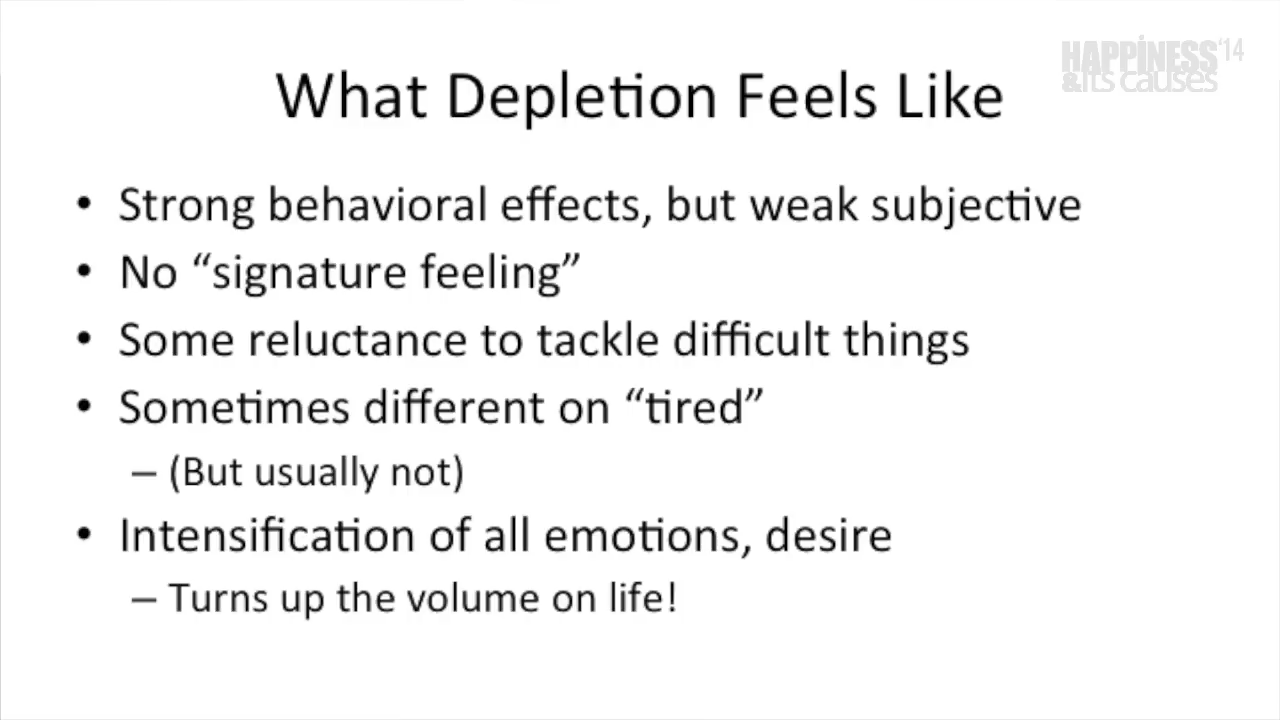 HAPPINESS '14
&its causes
What Depletion Feels Like
• Strong behavioral effects, but weak subjective
• No “signature feeling”
• Some reluctance to tackle difficult things
• Sometimes different on “tired”
– (But usually not)
• Intensification of all emotions, desire
– Turns up the volume on life!